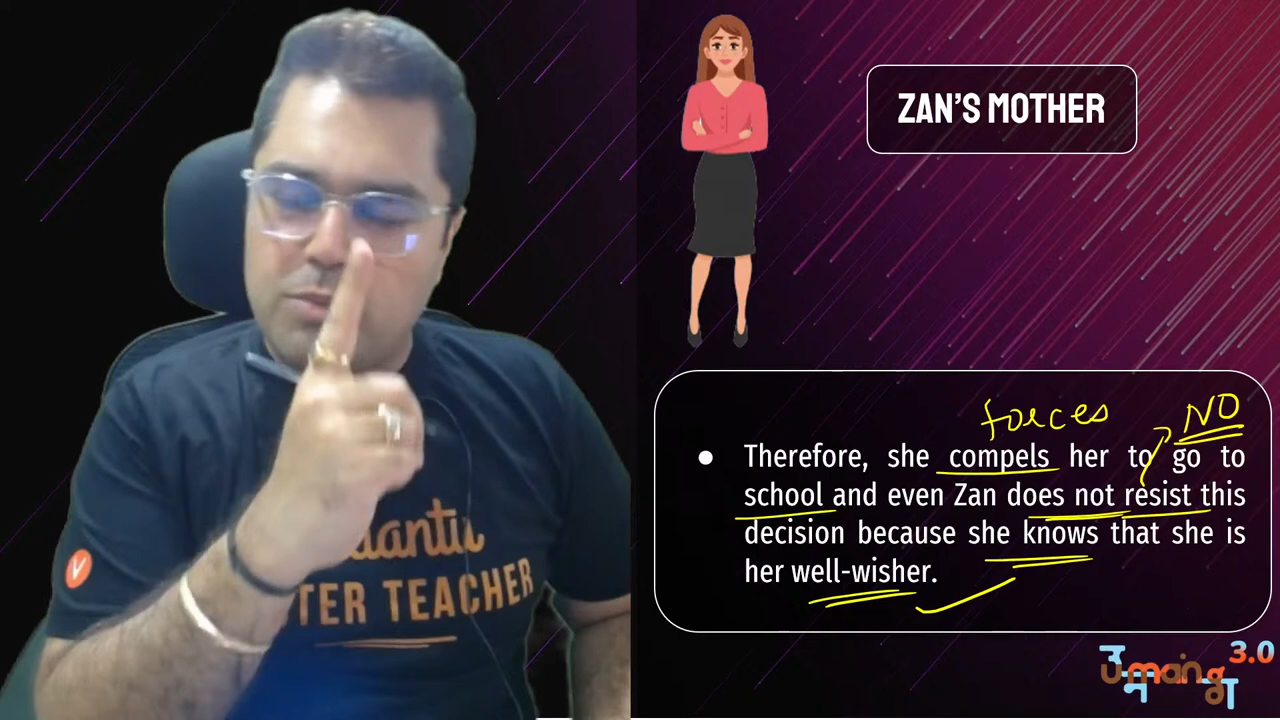 ZAN'S MOTHER
forces
NO
● Therefore, she compels her to go to
school and even Zan does not resist this
decision because she knows that she is
her well-wisher.
V
TER TEACHER
3.0